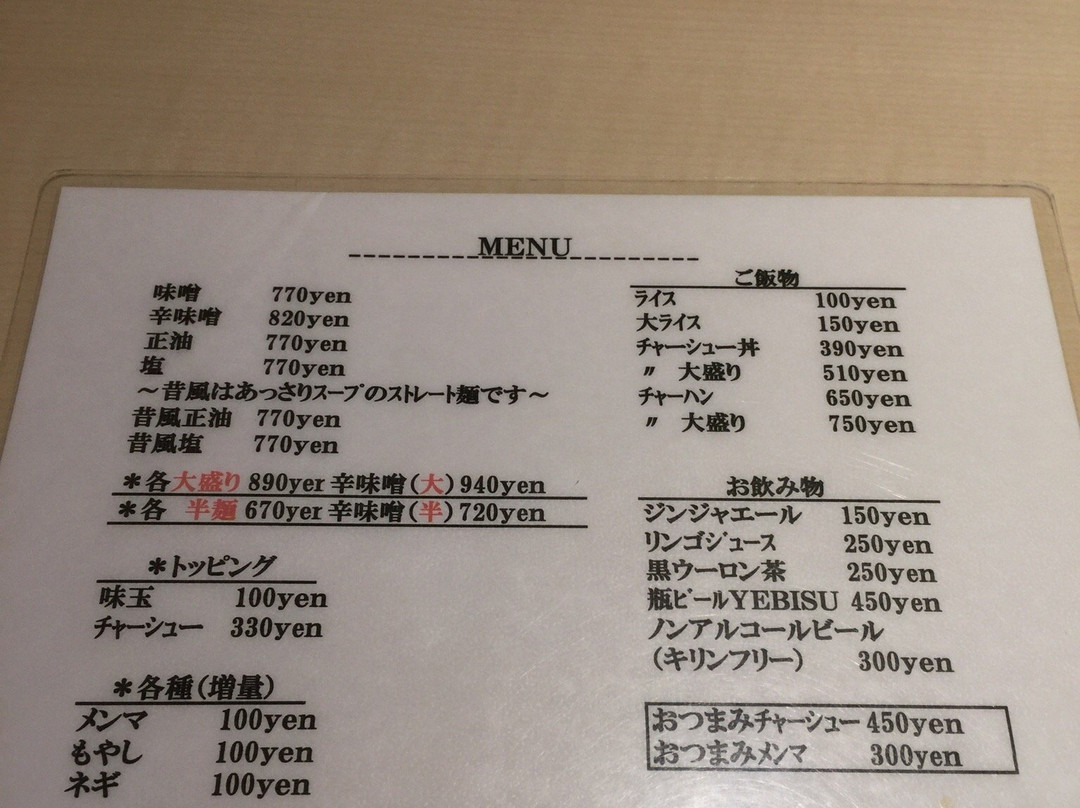 MENU
味噌 770yen
辛味噌 820yen
正油 770yen
塩 770yen
～昔風はあっさりスープのストレート麺です～
昔風正油 770yen
昔風塩 770yen
＊各大盛り 890yer 辛味噌(大) 940yen
＊各 半麺 670yer 辛味噌(半) 720yen
＊トッピング
味玉 100yen
チャーシュー 330yen
＊各種(増量)
メンマ 100yen
もやし 100yen
ネギ 100yen
ご飯物
ライス 100yen
大ライス 150yen
チャーシュー丼 390yen
〃 大盛り 510yen
チャーハン 650yen
〃 大盛り 750yen
お飲み物
ジンジャエール 150yen
リンゴジュース 250yen
黒ウーロン茶 250yen
瓶ビールYEBISU 450yen
ノンアルコールビール
(キリンフリー) 300yen
おつまみチャーシュー 450yen
おつまみメンマ 300yen